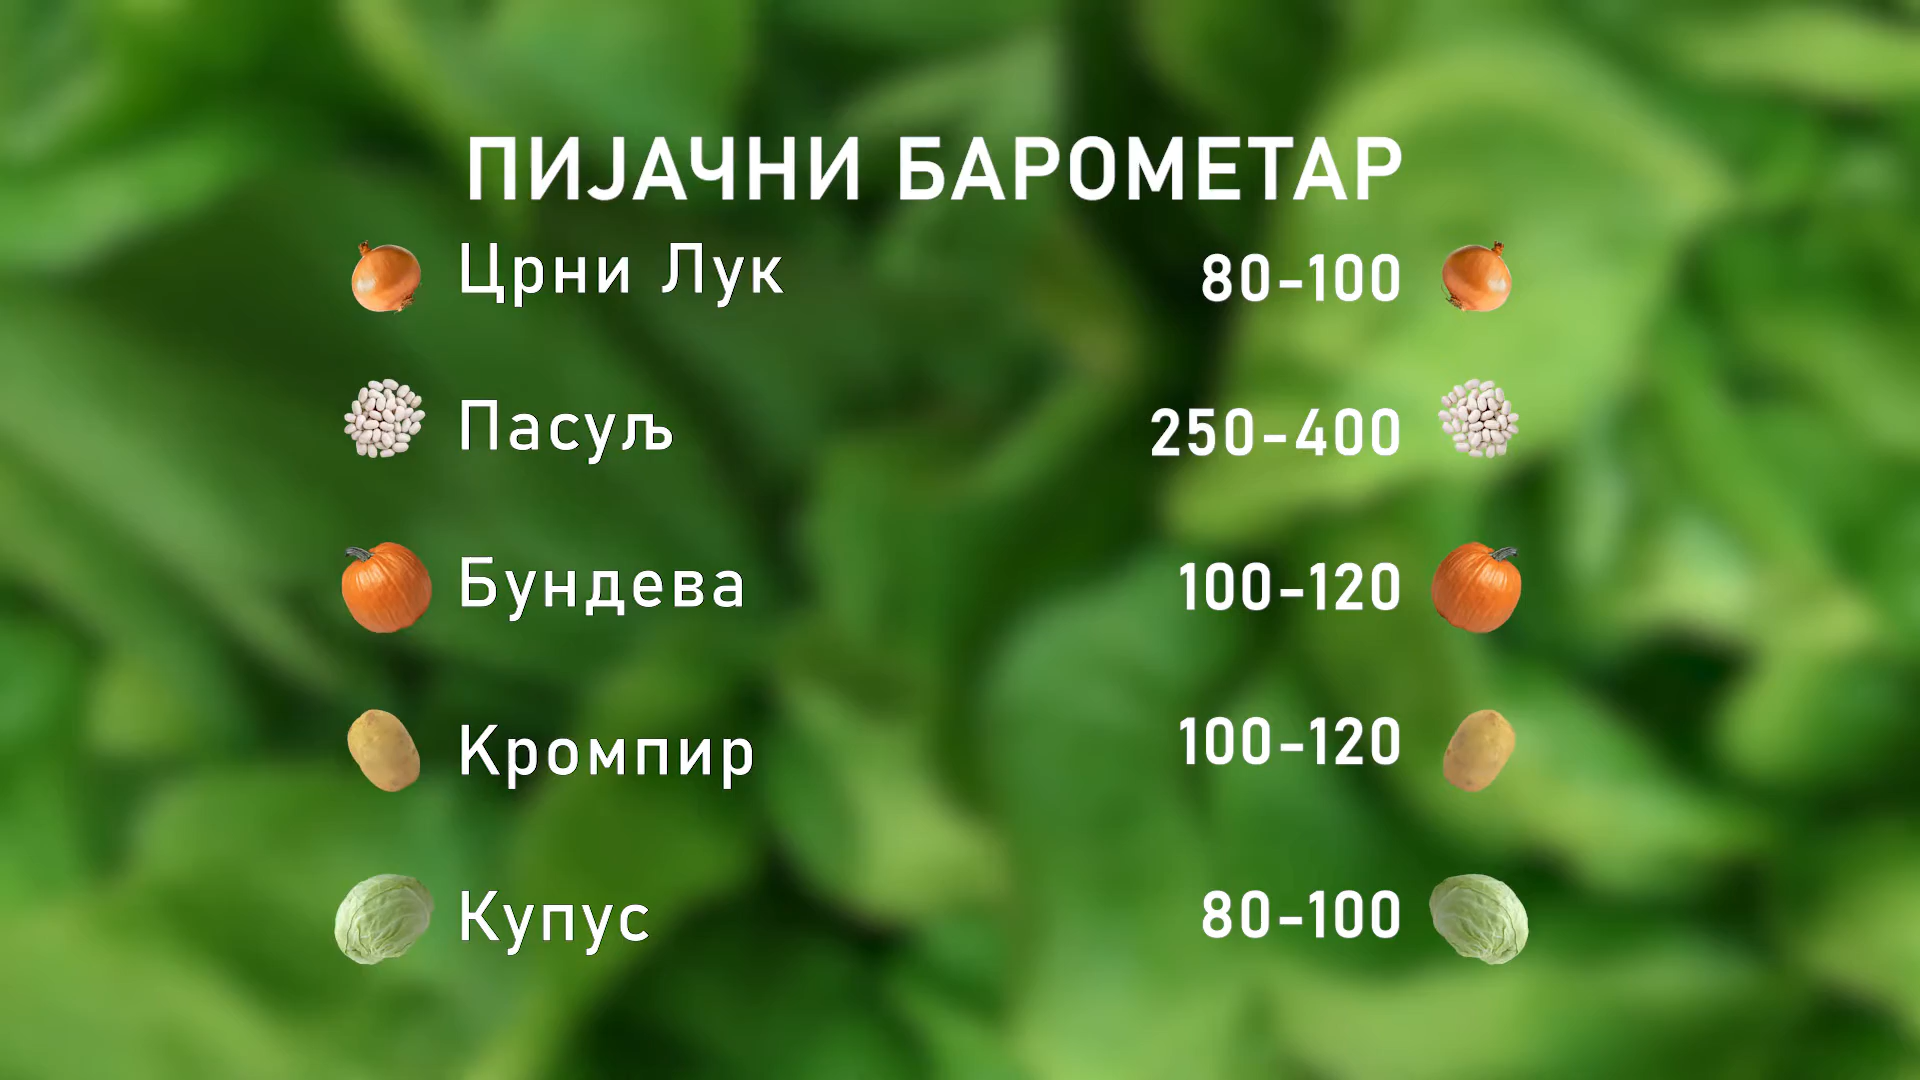 ПИЈАЧНИ БАРОМЕТАР
Црни Лук 80-100
Пасуљ 250-400
Бундева 100-120
Кромпир 100-120
Купус 80-100